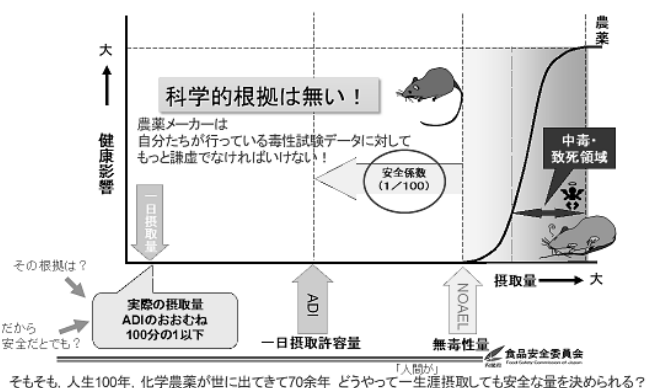 農薬
大
科学的根拠は無い！
農薬メーカーは
自分たちが行っている毒性試験データに対して
もっと謙虚でなければいけない！
健康影響
安全係数
(1／100)
中毒・
致死領域
一日摂取量
その根拠は？
だから
安全だとでも？
実際の摂取量
ADIのおおむね
100分の1以下
ADI
一日摂取許容量
NOAEL
無毒性量
摂取量
大
内閣府
食品安全委員会
Food Safety Commission of Japan
「人間が」
そもそも，人生100年，化学農薬が世に出てきて70余年 どうやって一生涯摂取しても安全な量を決められる？